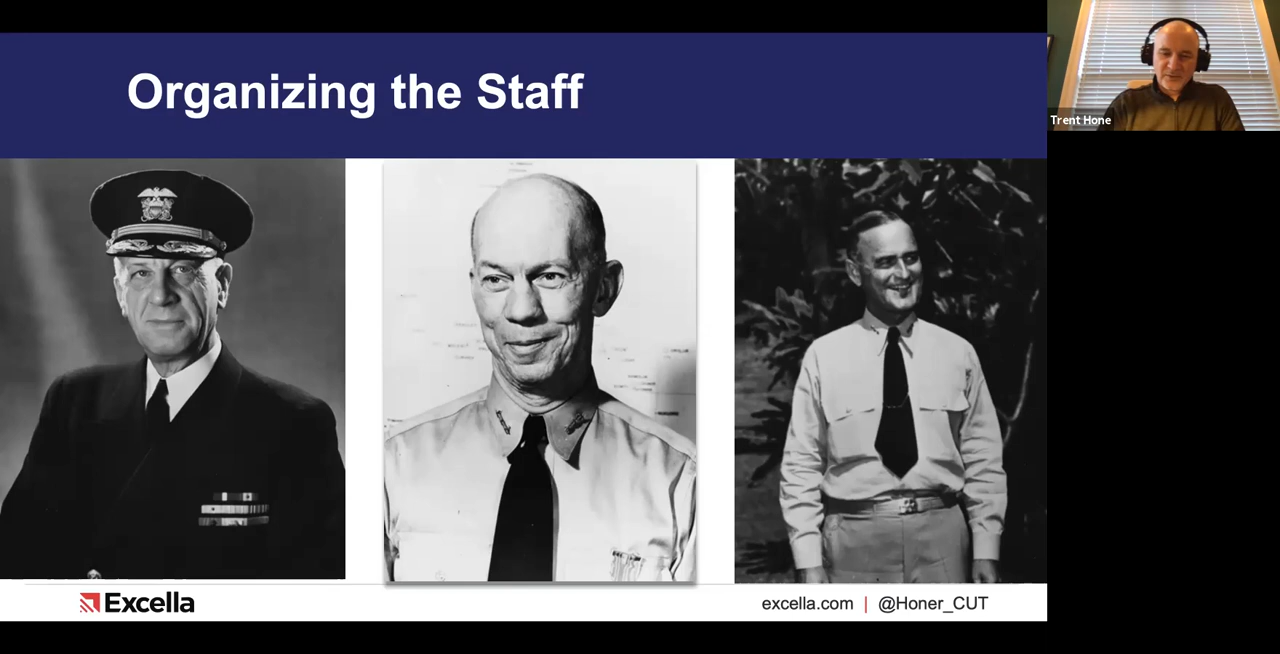 Organizing the Staff
Trent Hone
Excella
excella.com | @Honer_CUT